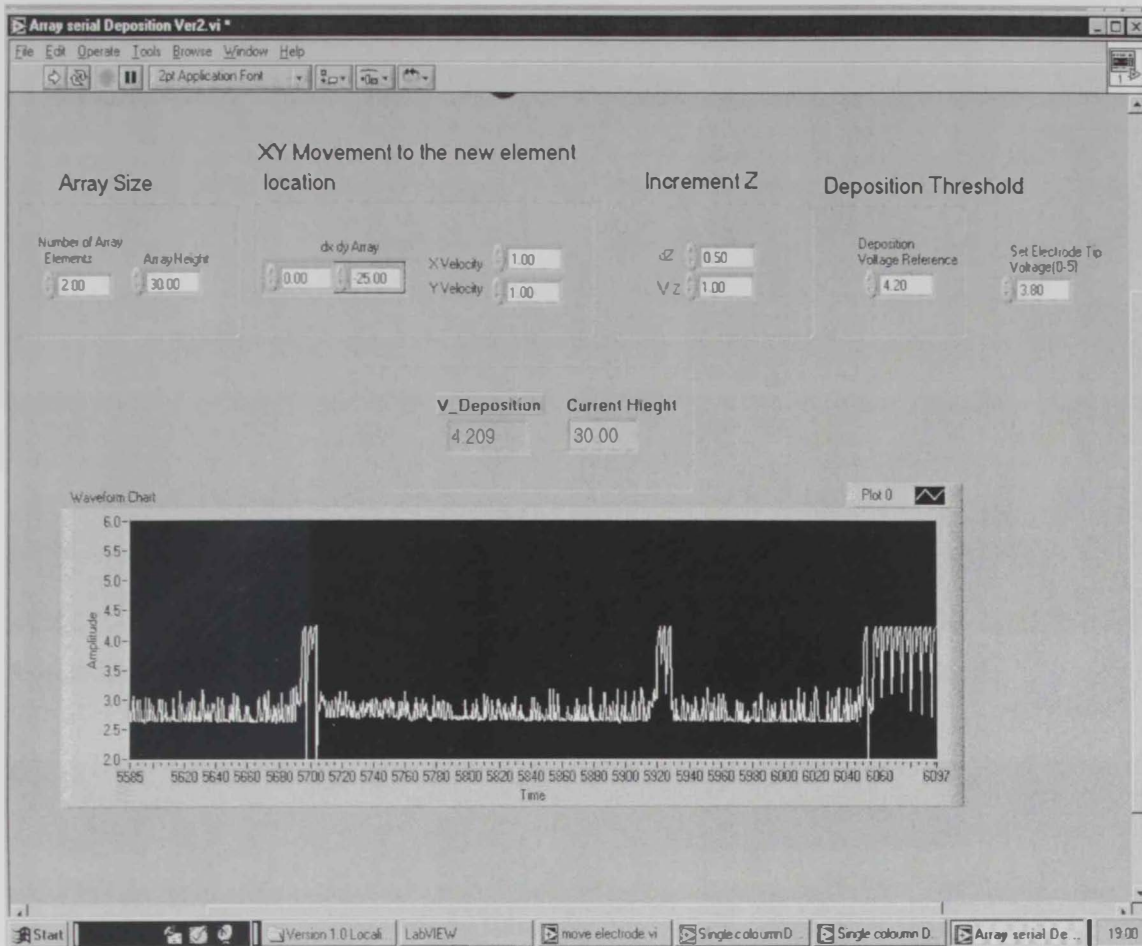 Array serial Deposition Ver2.vi *
File Edit Operate Tools Browse Window Help
2pt Application Font
1
XY Movement to the new element
location
Array Size
Increment Z
Deposition Threshold
Number of Array
Elements
2.00
Array Height
30.00
dx dy Array
0.00
-25.00
X Velocity
1.00
Y Velocity
1.00
dZ
0.50
V z
1.00
Deposition
Voltage Reference
4.20
Set Electrode Tip
Voltage(0-5)
3.80
V_Deposition
4.209
Current Hieght
30.00
Waveform Chart
Plot 0
6.0
5.5
5.0
4.5
4.0
3.5
3.0
2.5
2.0
Amplitude
5585 5620 5640 5660 5680 5700 5720 5740 5760 5780 5800 5820 5840 5860 5880 5900 5920 5940 5960 5980 6000 6020 6040 6060 6097
Time
Start
Version 1.0 Locali
LabVIEW
move electrode.vi
Single coloumn D...
Single coloumn D...
Array serial De ...
19:00